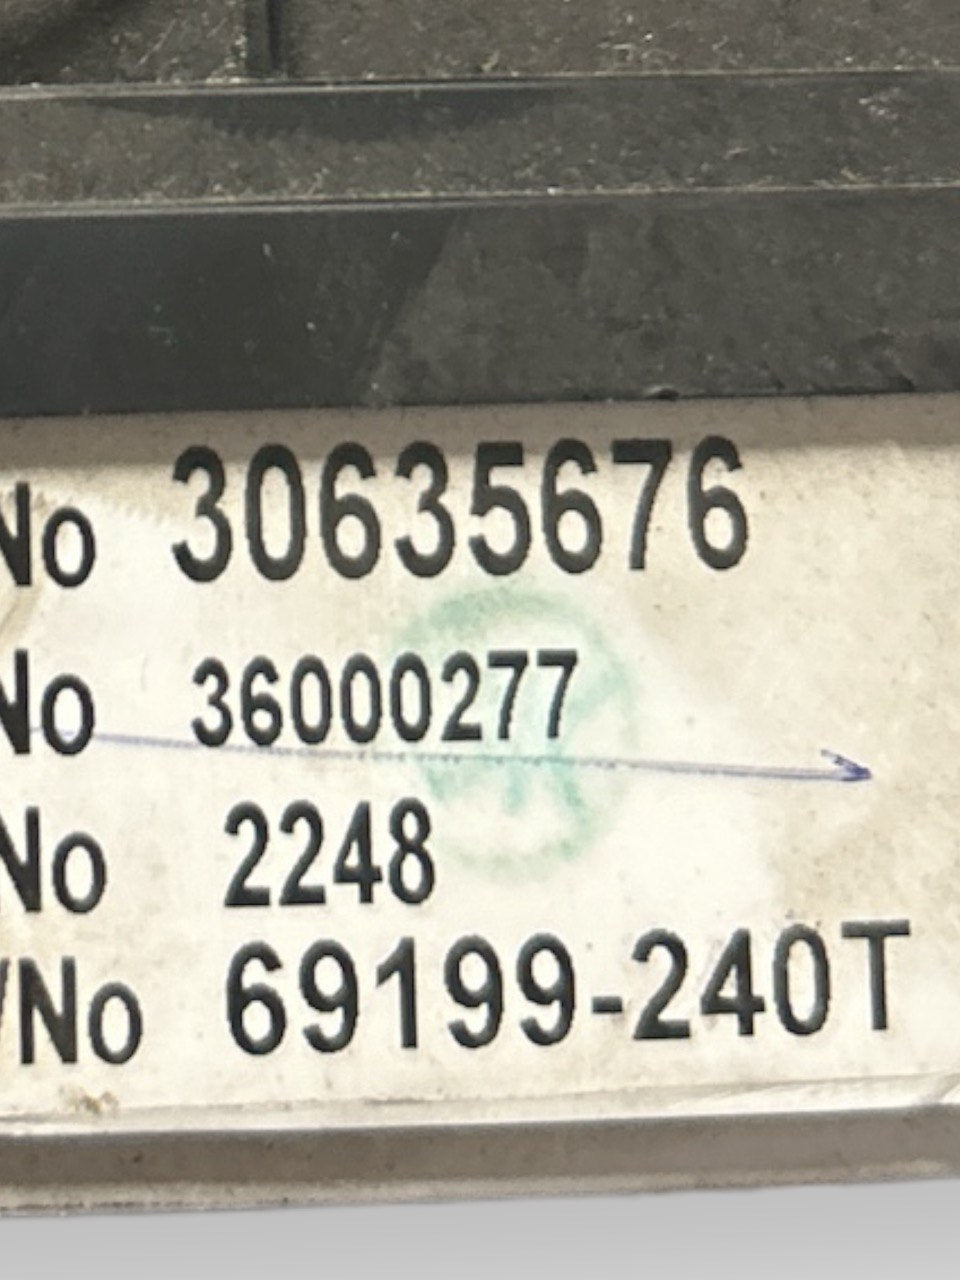 No 30635676
No 36000277
No 2248
/No 69199-240T